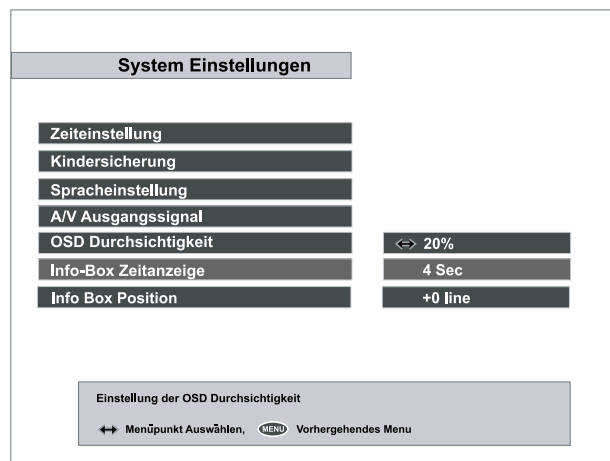 System Einstellungen
Zeiteinstellung
Kindersicherung
Spracheinstellung
A/V Ausgangssignal
OSD Durchsichtigkeit 20%
Info-Box Zeitanzeige 4 Sec
Info Box Position +0 line
Einstellung der OSD Durchsichtigkeit
Menüpunkt Auswählen, MENU Vorhergehendes Menu